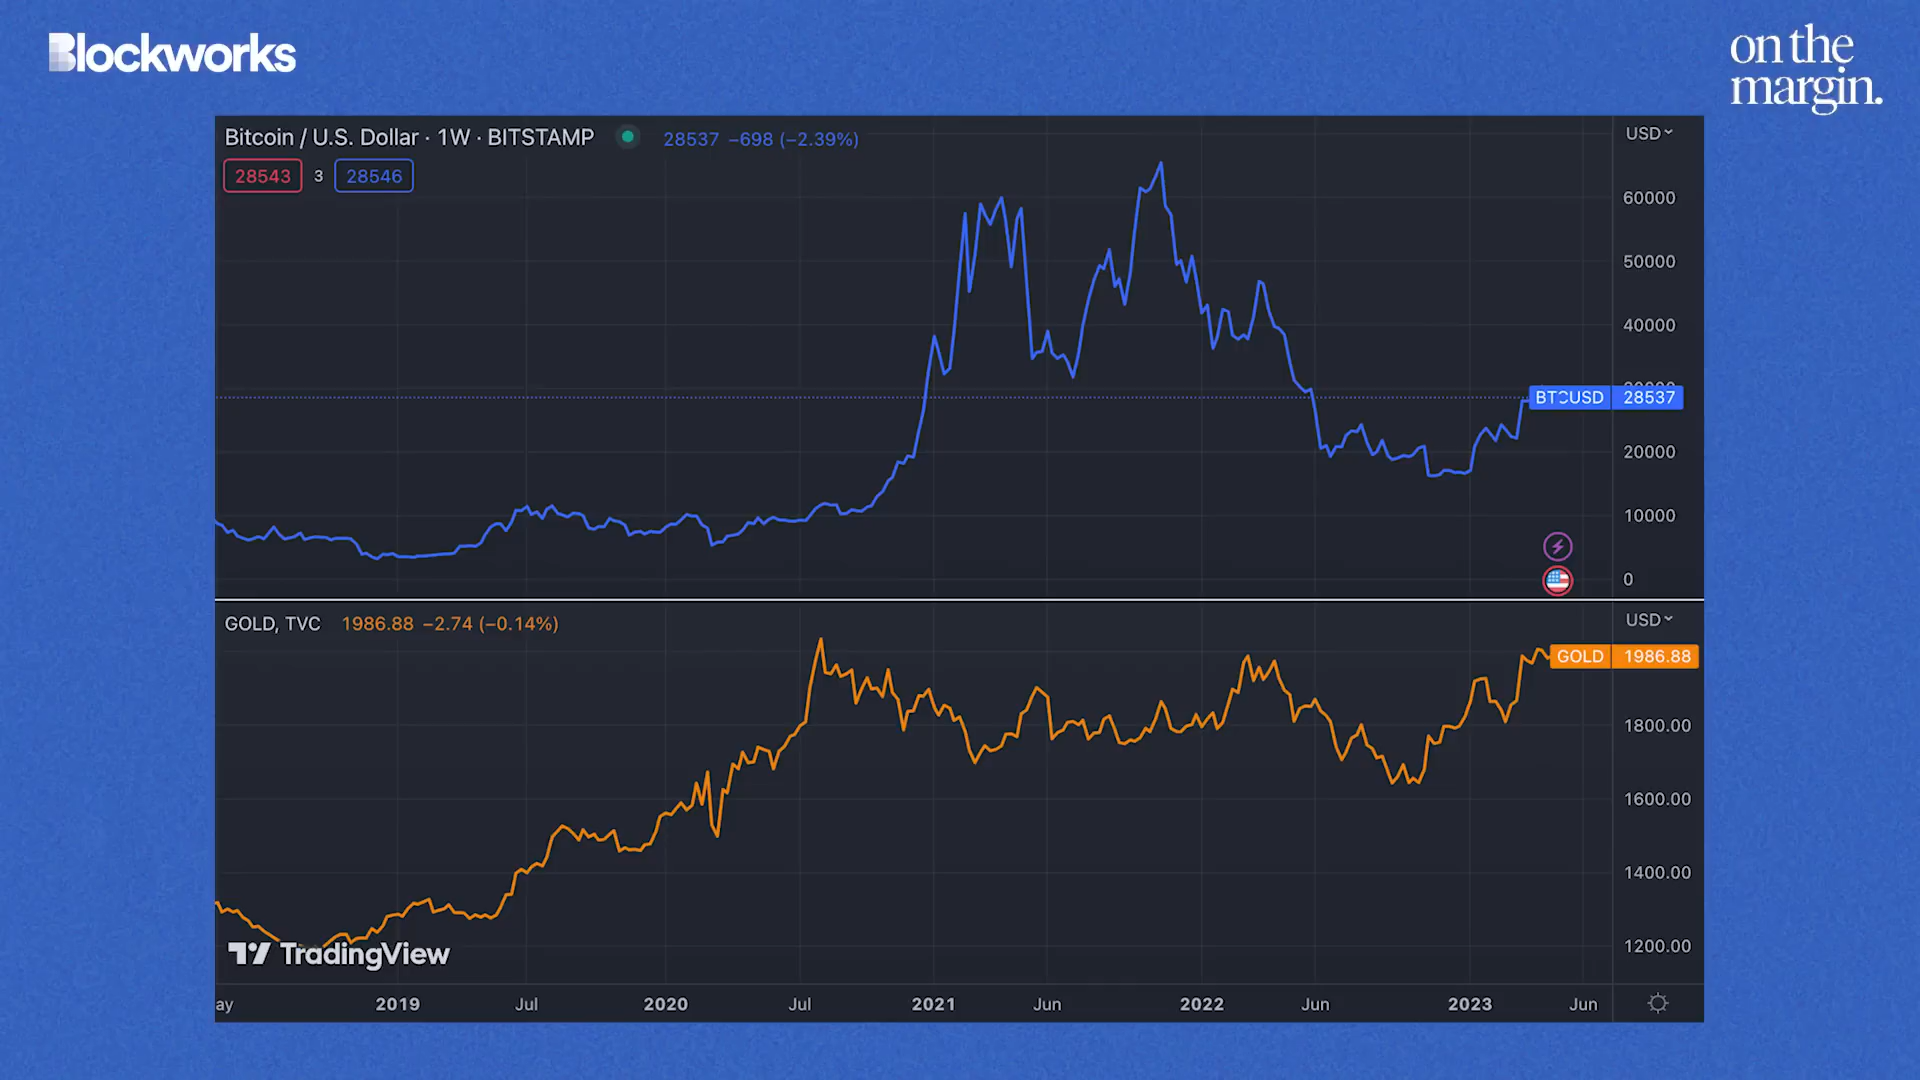 Blockworks
on the
margin.
Bitcoin / U.S. Dollar · 1W · BITSTAMP 28537 −698 (−2.39%)
USD
28543 3 28546
60000
50000
40000
BTCUSD 28537
20000
10000
0
GOLD, TVC 1986.88 −2.74 (−0.14%)
USD
GOLD 1986.88
1800.00
1600.00
1400.00
1200.00
TradingView
ay 2019 Jul 2020 Jul 2021 Jun 2022 Jun 2023 Jun